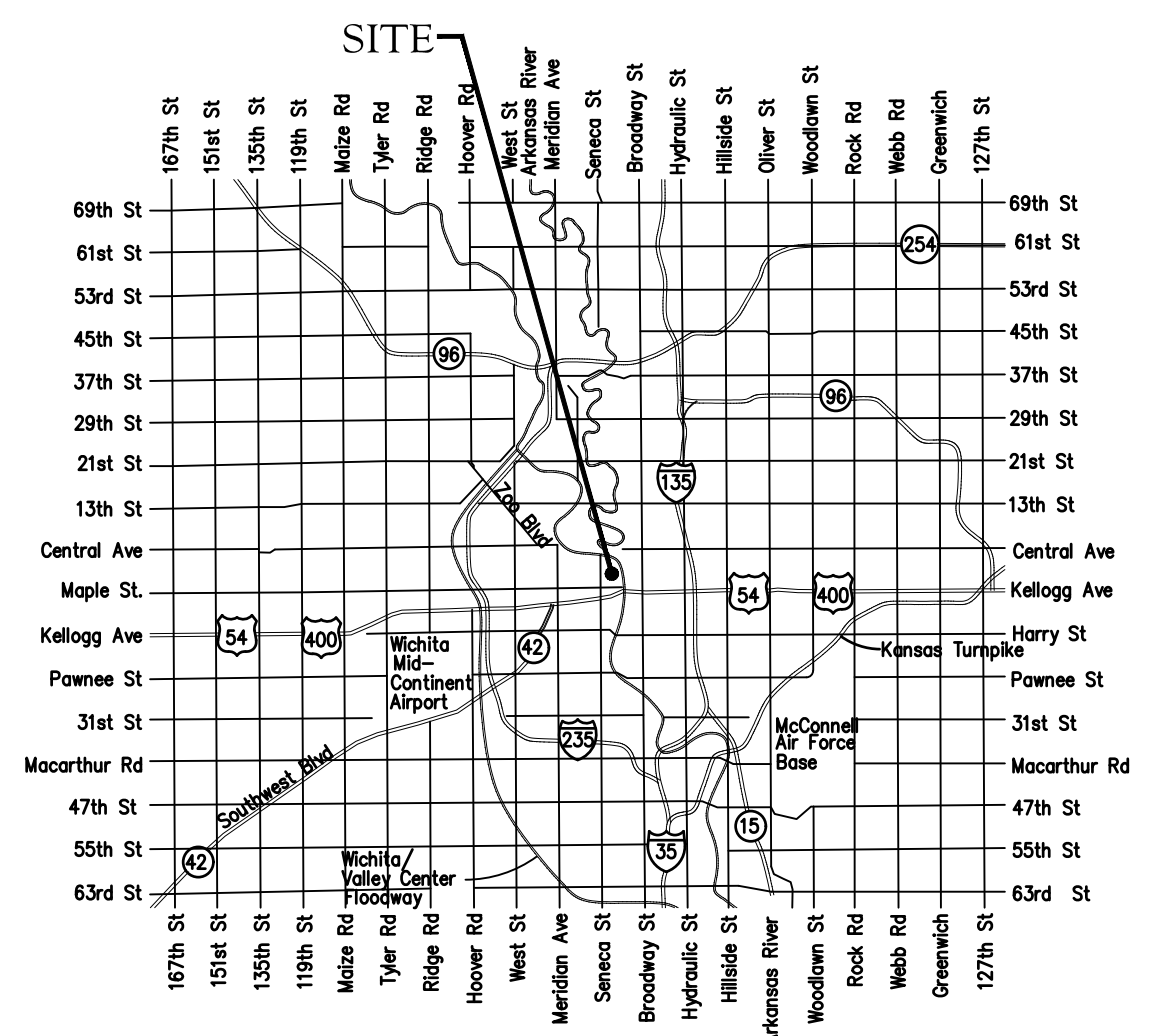 SITE
167th St
151st St
135th St
119th St
Maize Rd
Tyler Rd
Ridge Rd
Hoover Rd
West St
Arkansas River
Meridian Ave
Seneca St
Broadway St
Hydraulic St
Hillside St
Oliver St
Woodlawn St
Rock Rd
Webb Rd
Greenwich
127th St
69th St
61st St
53rd St
45th St
37th St
29th St
21st St
13th St
Central Ave
Maple St.
Kellogg Ave
Pawnee St
31st St
Macarthur Rd
47th St
55th St
63rd St
69th St
61st St
53rd St
45th St
37th St
29th St
21st St
13th St
Central Ave
Kellogg Ave
Harry St
Pawnee St
31st St
Macarthur Rd
47th St
55th St
63rd St
254
96
96
135
Zoo Blvd
54
400
54
400
42
Kansas Turnpike
Wichita
Mid-
Continent
Airport
235
McConnell
Air Force
Base
Southwest Blvd
15
35
42
Wichita/
Valley Center
Floodway
167th St
151st St
135th St
119th St
Maize Rd
Tyler Rd
Ridge Rd
Hoover Rd
West St
Meridian Ave
Seneca St
Broadway St
Hydraulic St
Hillside St
rkansas River
Woodlawn St
Rock Rd
Webb Rd
Greenwich
127th St